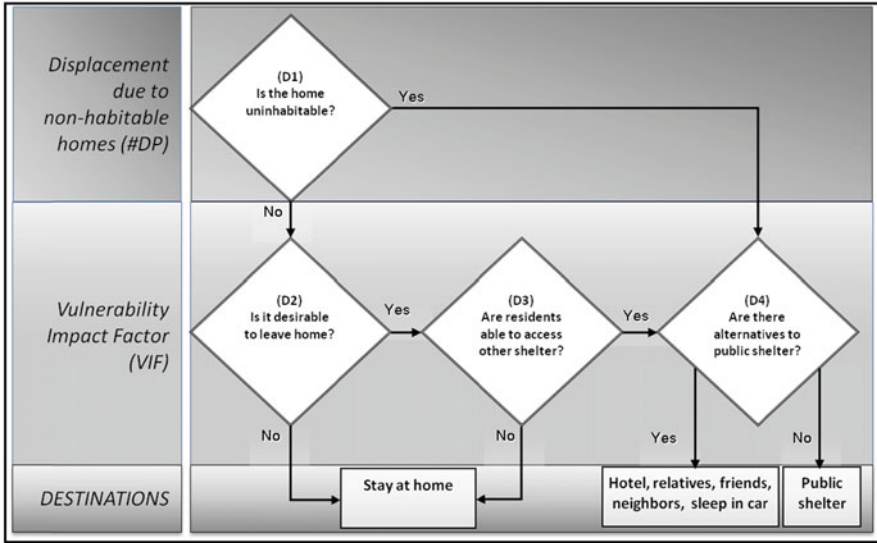 Displacement
due to
non-habitable
homes (#DP)
(D1)
Is the home
uninhabitable?
Yes
No
Vulnerability
Impact Factor
(VIF)
(D2)
Is it desirable
to leave home?
Yes
(D3)
Are residents
able to access
other shelter?
Yes
(D4)
Are there
alternatives to
public shelter?
No
No
Yes
No
DESTINATIONS
Stay at home
Hotel, relatives, friends,
neighbors, sleep in car
Public
shelter